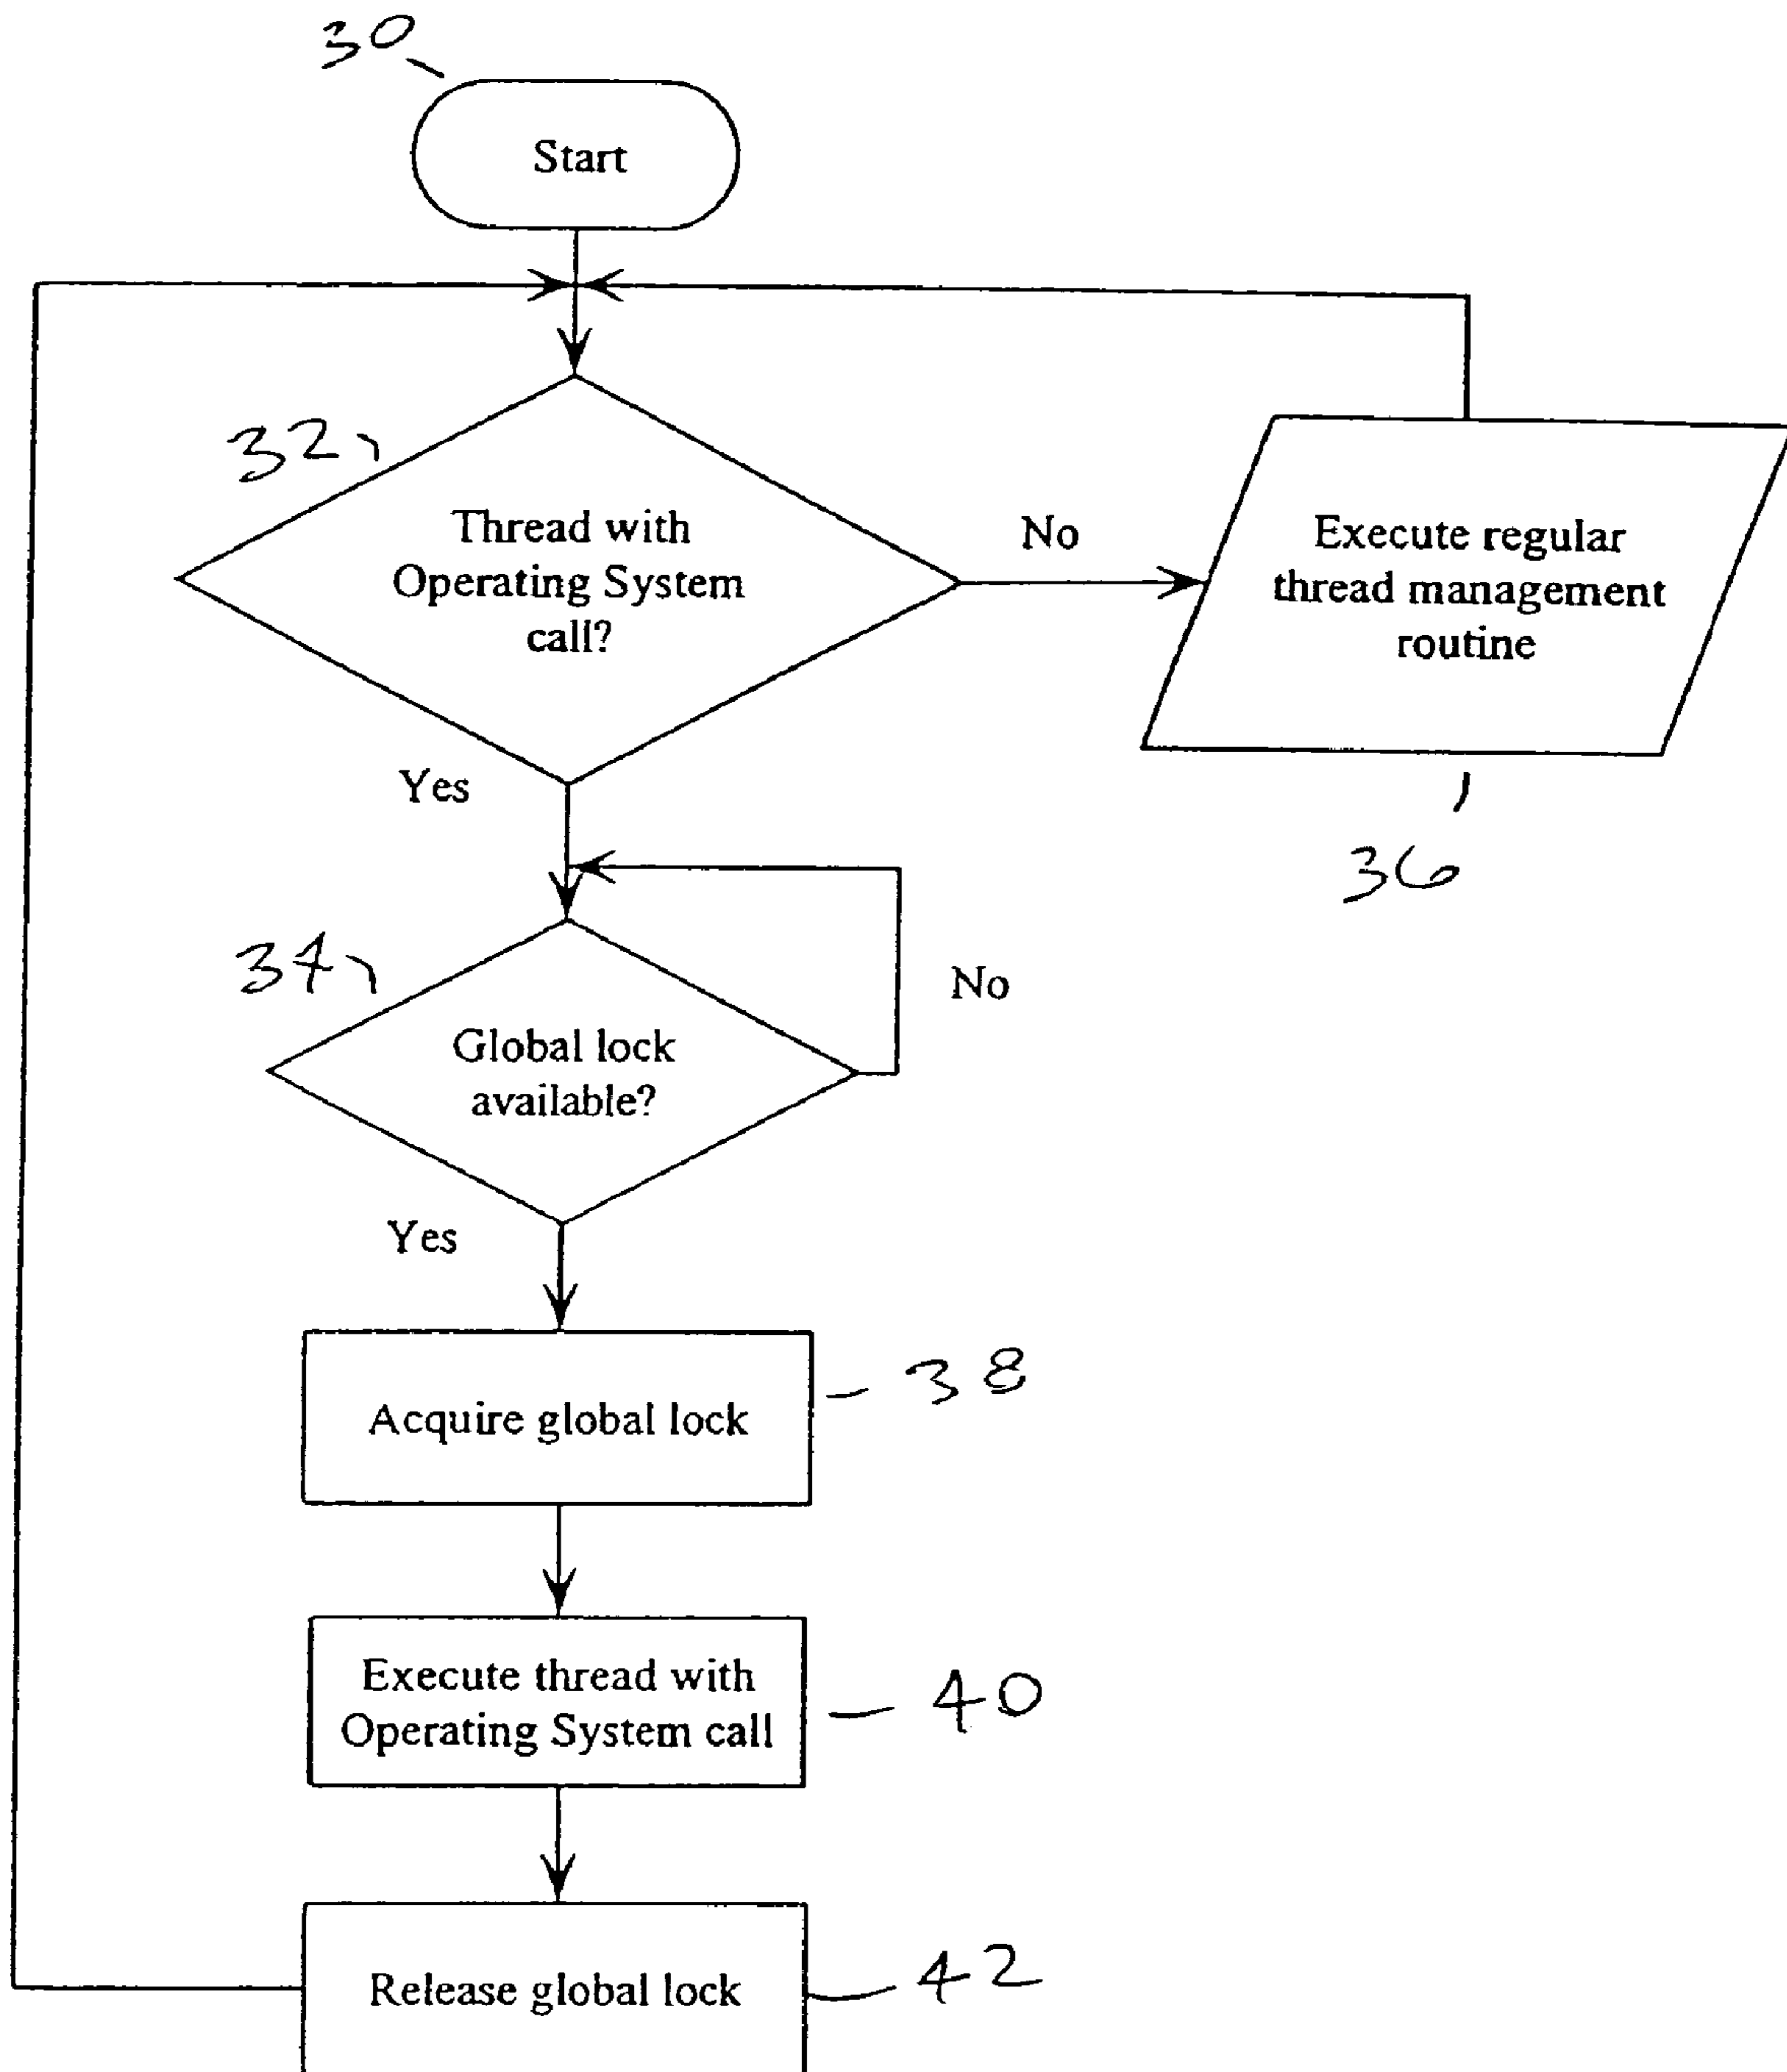 30
Start
32
Thread with
Operating System
call?
No
Execute regular
thread management
routine
36
Yes
34
Global lock
available?
No
Yes
Acquire global lock
38
Execute thread with
Operating System call
40
Release global lock
42